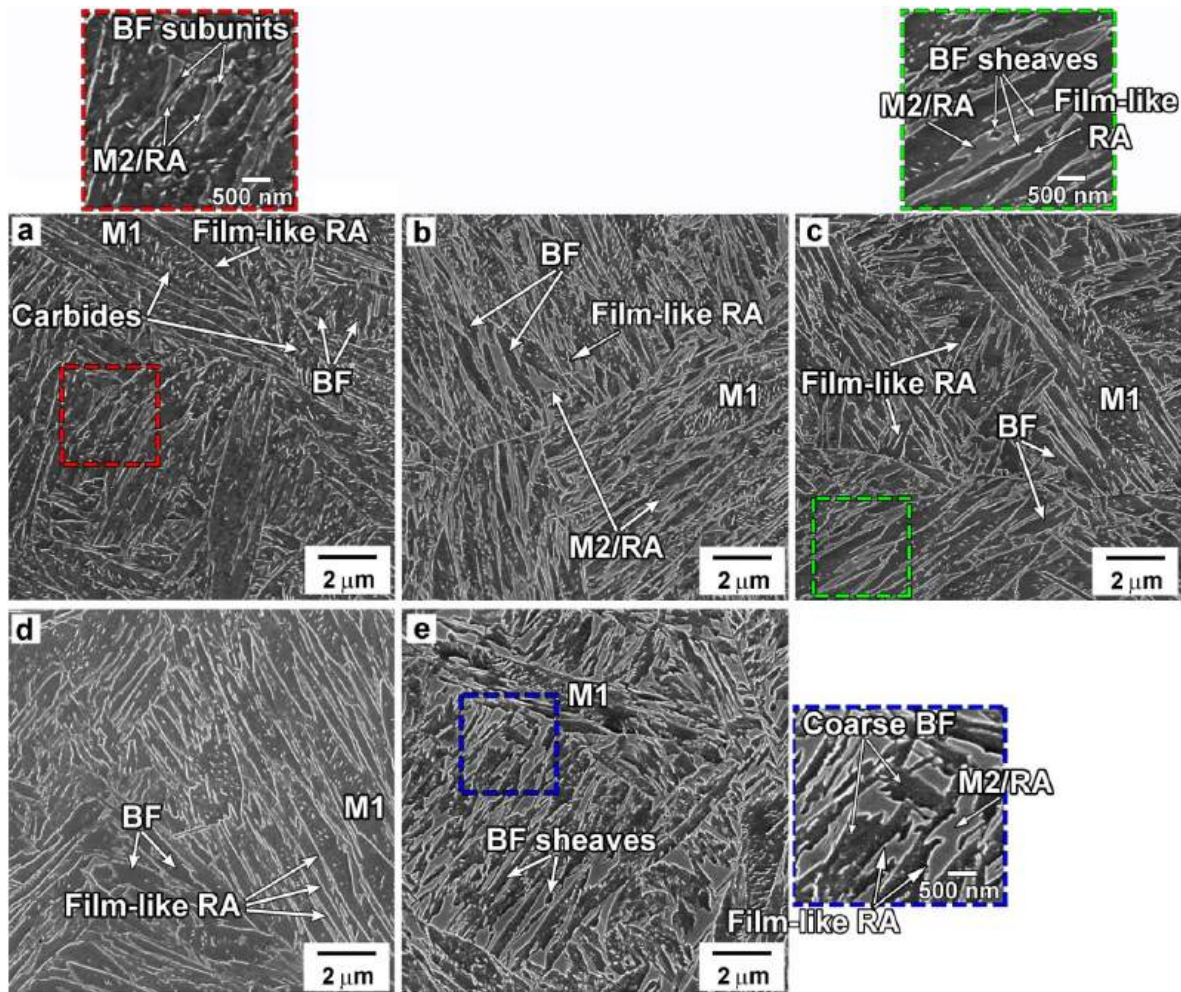 BF subunits
M2/RA
500 nm
BF sheaves
M2/RA
Film-like
RA
500 nm
a
M1
Film-like RA
Carbides
BF
2 μm
b
BF
Film-like RA
M1
M2/RA
2 μm
c
Film-like RA
M1
BF
2 μm
d
BF
M1
Film-like RA
2 μm
e
M1
BF sheaves
2 μm
Coarse BF
M2/RA
500 nm
Film-like RA